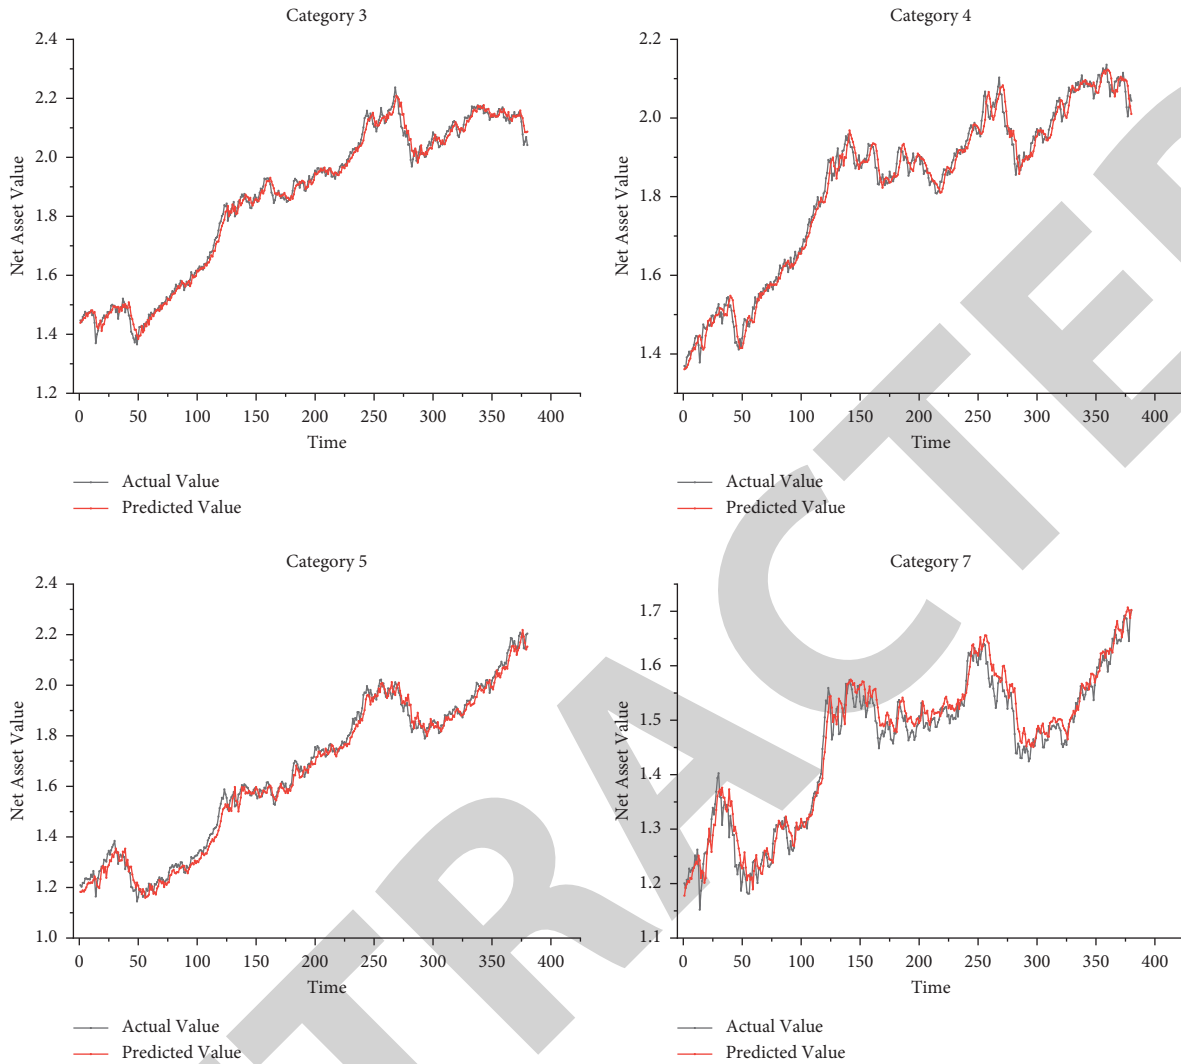 Category 3
2.4
2.2
2.0
1.8
1.6
1.4
1.2
Net Asset Value
0 50 100 150 200 250 300 350 400
Time
Actual Value
Predicted Value
Category 4
2.2
2.0
1.8
1.6
1.4
Net Asset Value
0 50 100 150 200 250 300 350 400
Time
Actual Value
Predicted Value
Category 5
2.4
2.2
2.0
1.8
1.6
1.4
1.2
1.0
Net Asset Value
0 50 100 150 200 250 300 350 400
Time
Actual Value
Predicted Value
Category 7
1.7
1.6
1.5
1.4
1.3
1.2
1.1
Net Asset Value
0 50 100 150 200 250 300 350 400
Time
Actual Value
Predicted Value
TRACTE